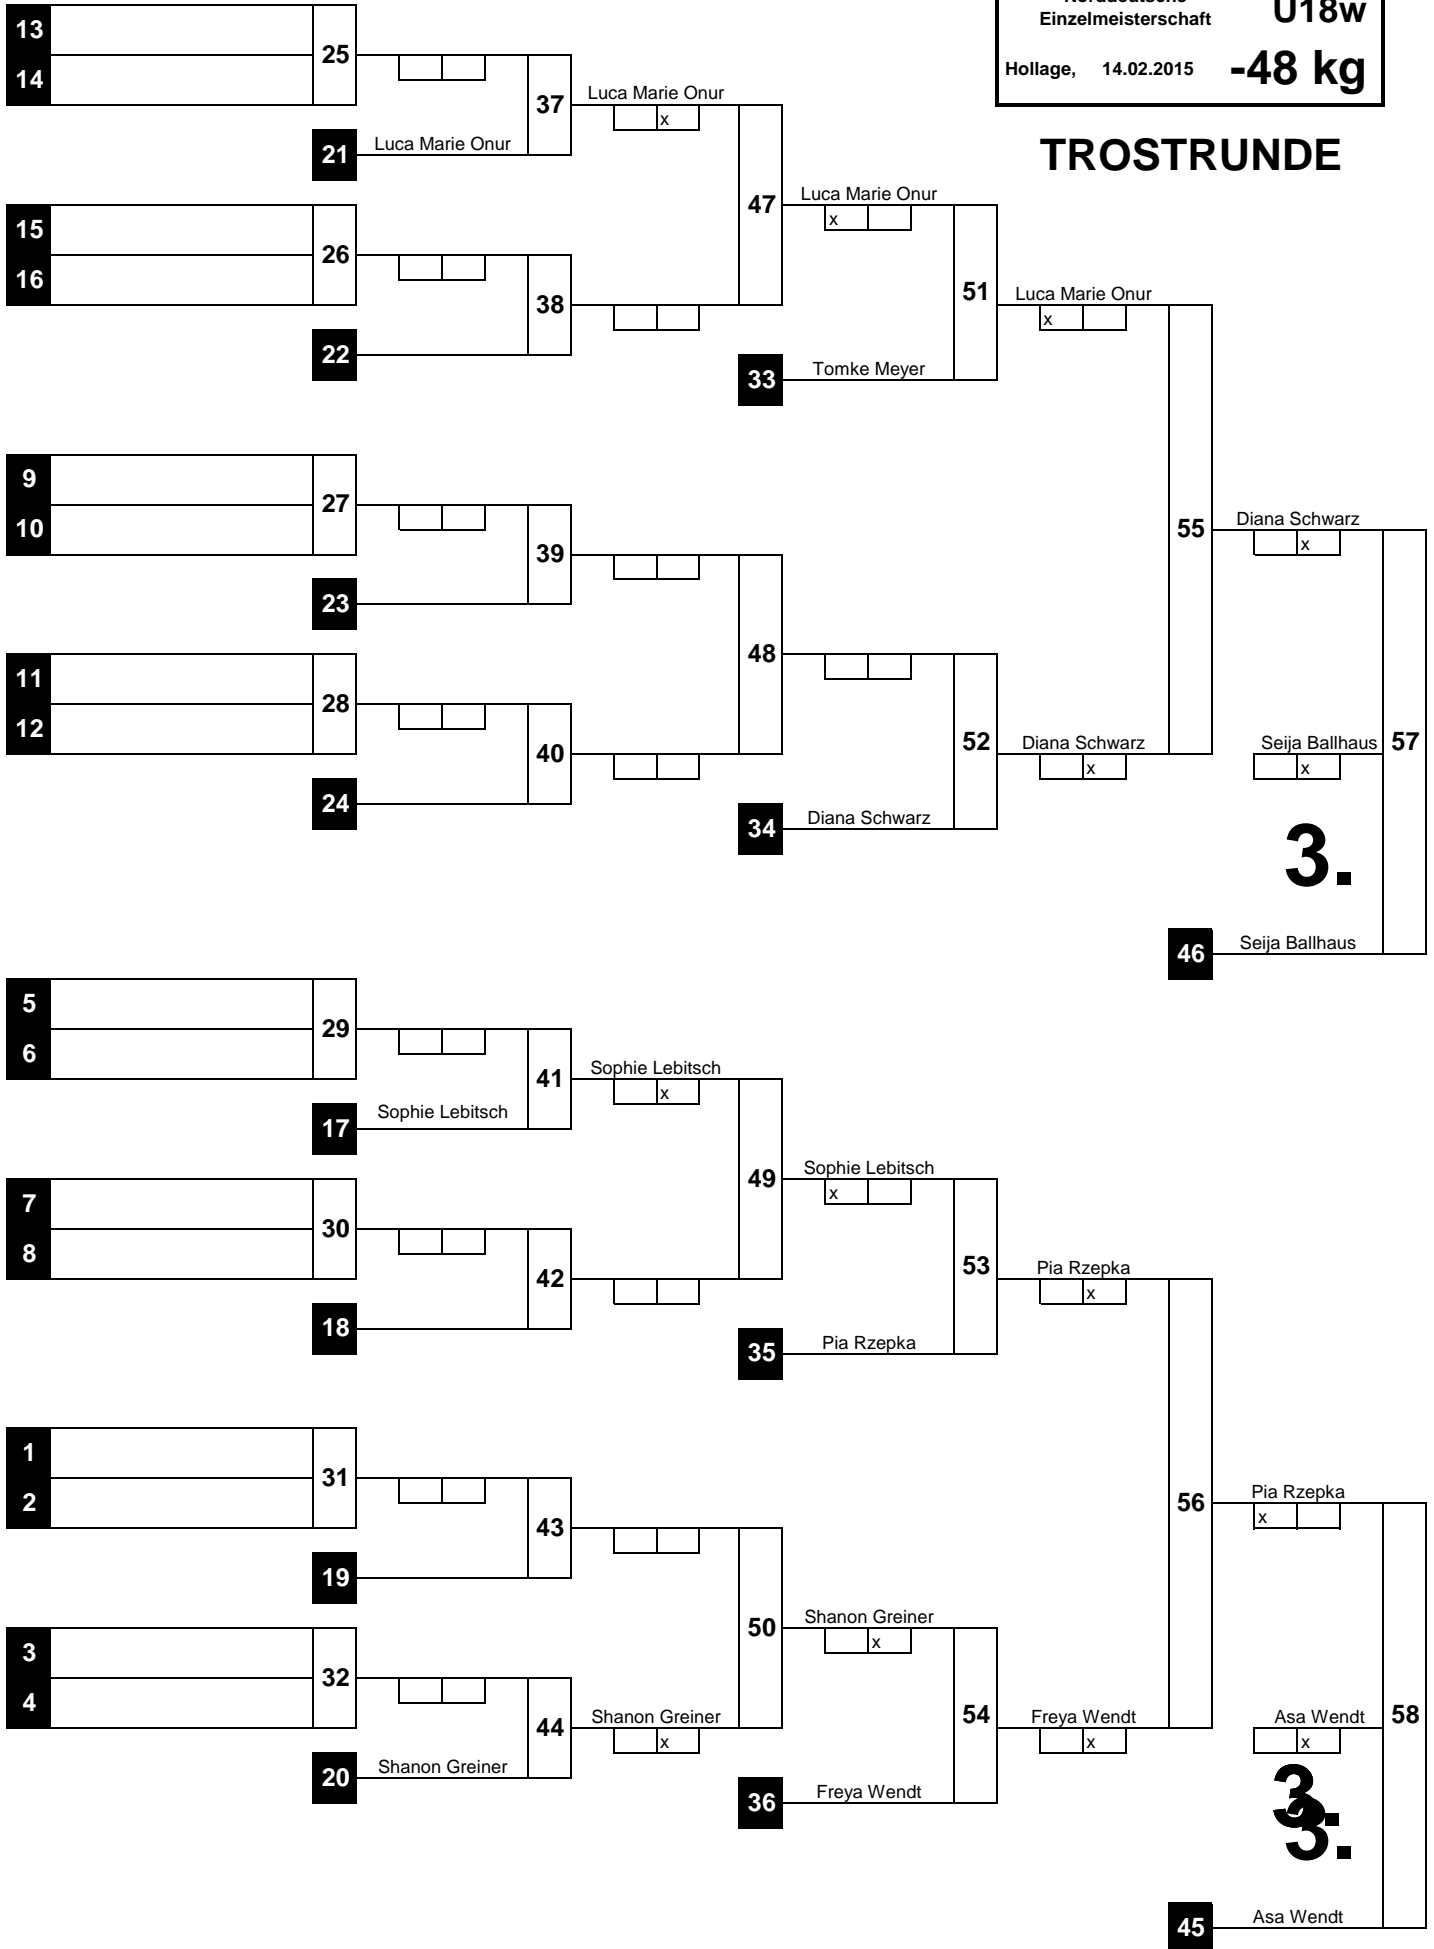 Norddeutsche
Einzelmeisterschaft U18w
Hollage, 14.02.2015 -48 kg
TROSTRUNDE
13
14
25
37
Luca Marie Onur
x
21 Luca Marie Onur
47
Luca Marie Onur
x
15
16
26
38
22
51
Luca Marie Onur
x
33 Tomke Meyer
9
10
27
39
23
55
Diana Schwarz
x
11
12
28
40
24
48
52
Diana Schwarz
x
34 Diana Schwarz
Seija Ballhaus 57
x
3.
46 Seija Ballhaus
5
6
29
41
Sophie Lebitsch
x
17 Sophie Lebitsch
49
Sophie Lebitsch
x
7
8
30
42
18
53
Pia Rzepka
x
35 Pia Rzepka
1
2
31
43
19
56
Pia Rzepka
x
50
Shanon Greiner
x
3
4
32
44
Shanon Greiner
x
20 Shanon Greiner
54
Freya Wendt
x
36 Freya Wendt
Asa Wendt 58
x
3.
3.
45 Asa Wendt